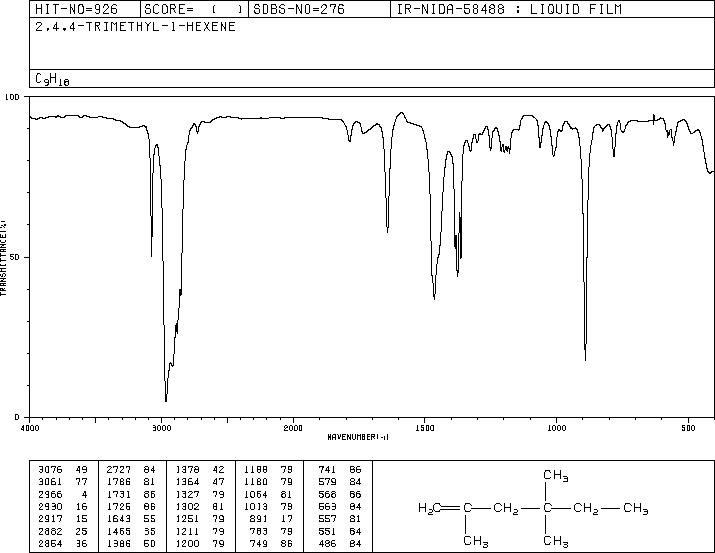 HIT-NO=926 SCORE= ( ) SDBS-NO=276 IR-NIDA-58488 : LIQUID FILM
2,4,4-TRIMETHYL-1-HEXENE
C9H18
100
50
0
TRANSMITTANCE(%)
4000 3000 2000 1500 1000 500
WAVENUMBER(-1)
3076 49 2727 84 1378 42 1188 79 741 86
3061 77 1786 81 1364 47 1180 79 579 84
2966 4 1731 86 1327 79 1064 81 568 86
2930 16 1726 86 1302 81 1013 79 563 84
2917 15 1643 55 1251 79 891 17 557 81
2882 25 1465 35 1211 79 783 79 551 84
2864 36 1386 50 1200 79 749 86 486 84
CH3
H2C C CH2 C CH2 CH3
CH3 CH3